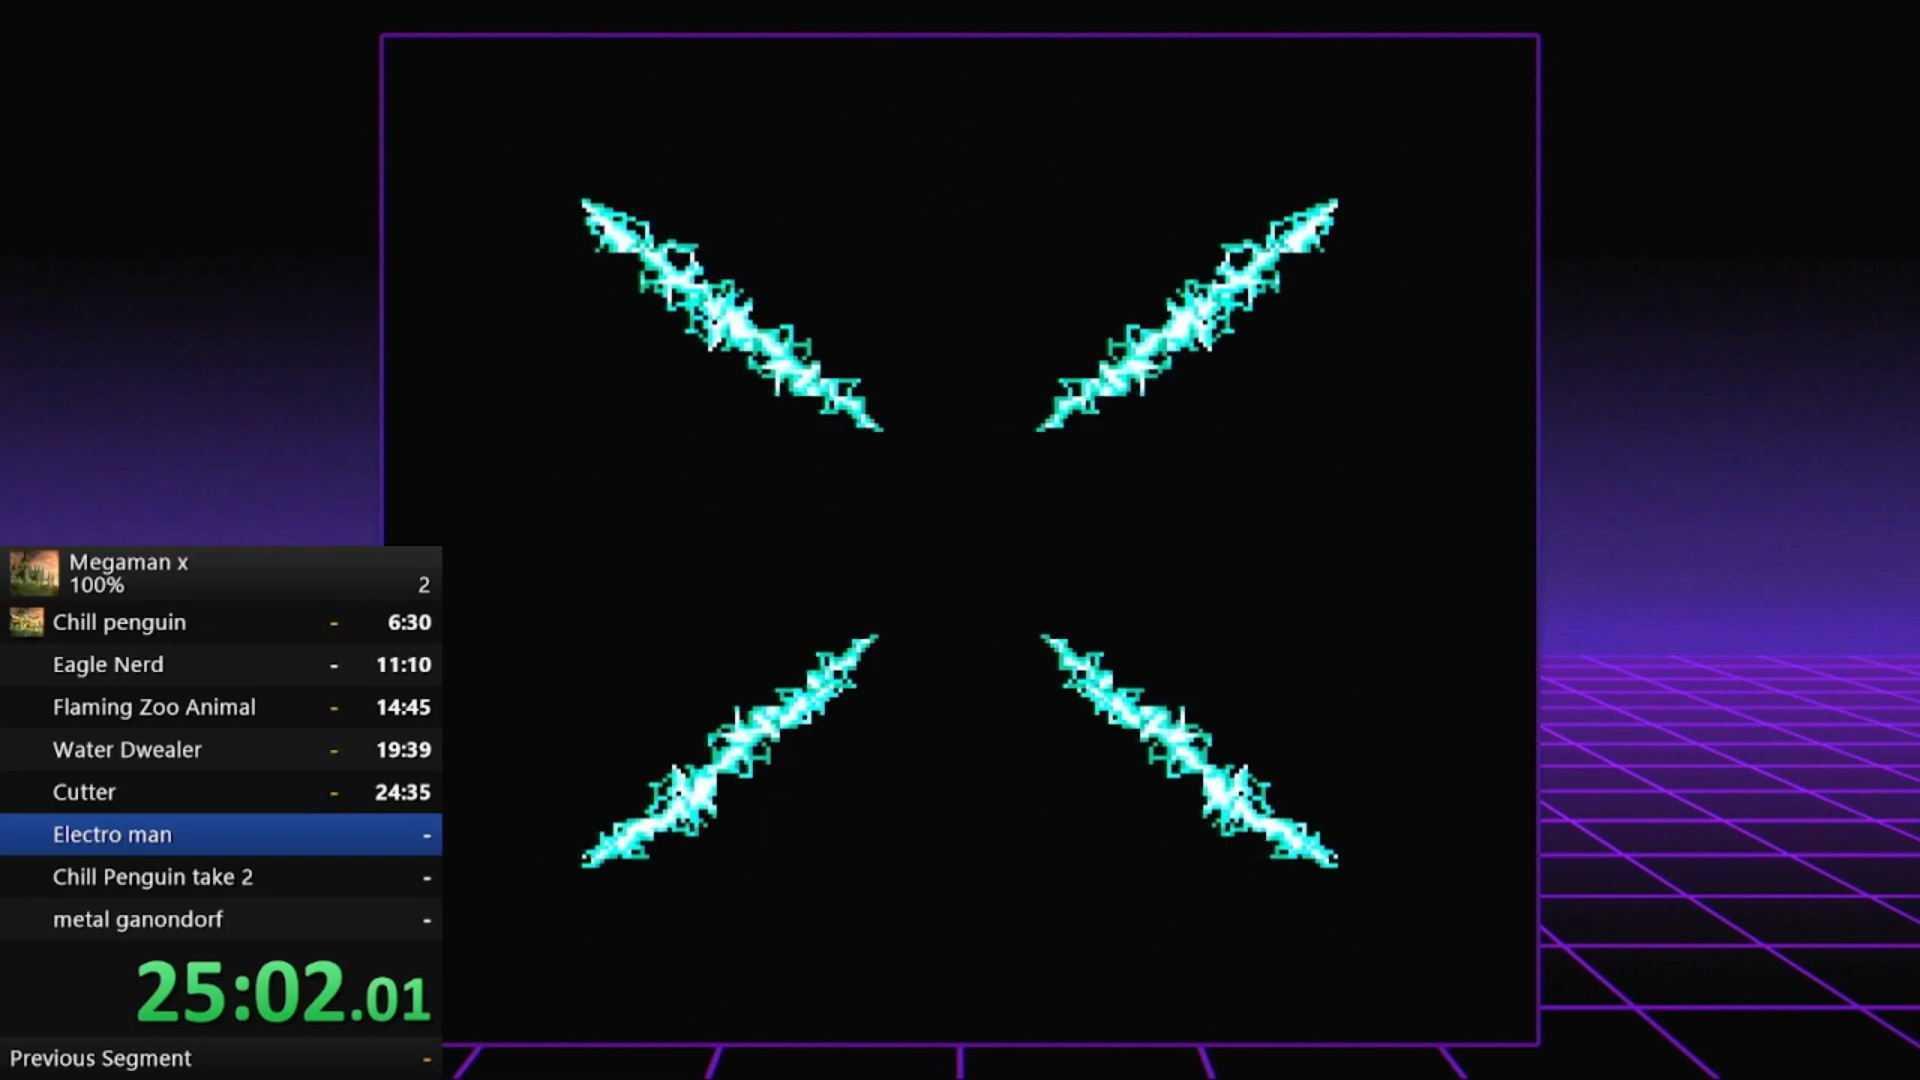 Megaman x
100% 2
Chill penguin - 6:30
Eagle Nerd - 11:10
Flaming Zoo Animal - 14:45
Water Dwealer - 19:39
Cutter - 24:35
Electro man -
Chill Penguin take 2 -
metal ganondorf -
25:02.01
Previous Segment -